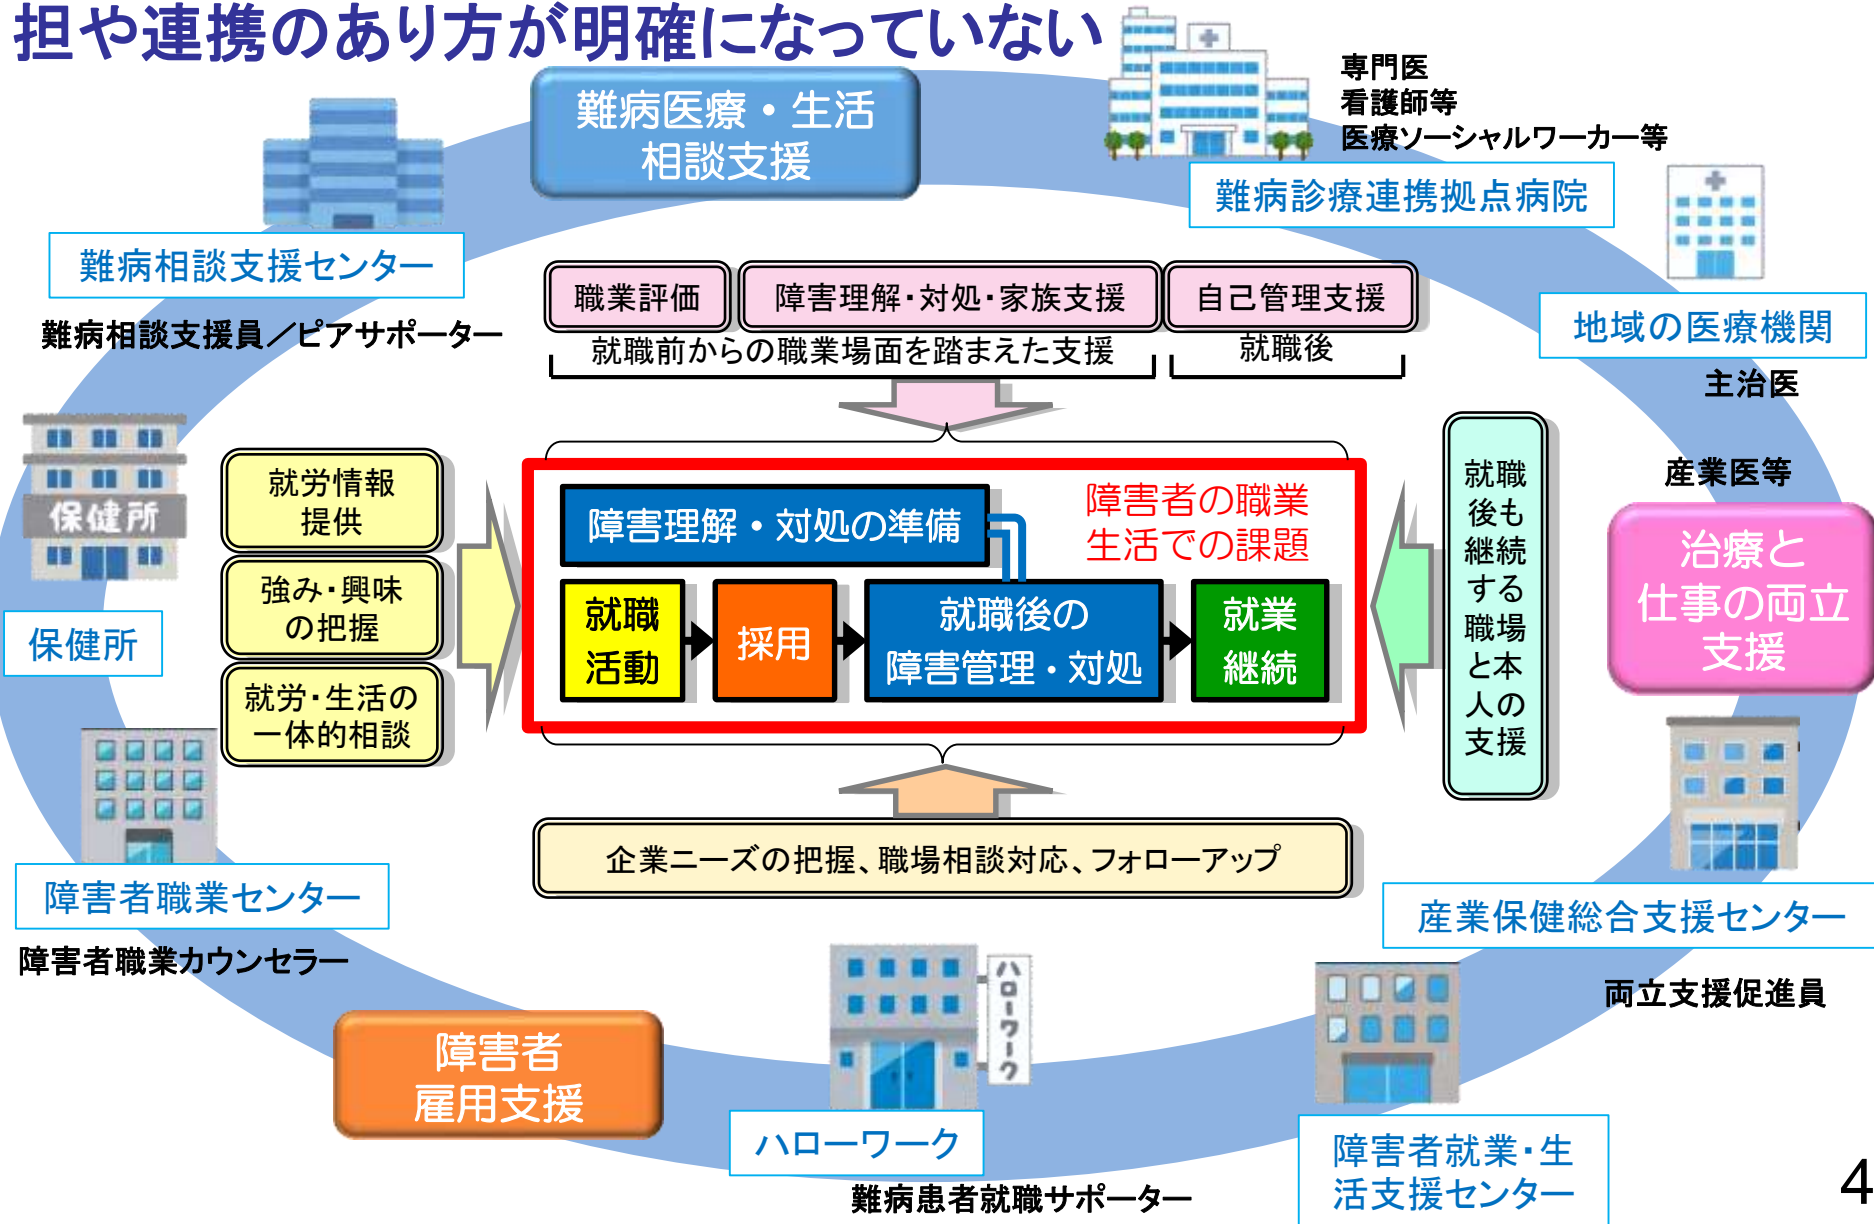 担や連携のあり方が明確になっていない
難病医療・生活
相談支援
専門医
看護師等
医療ソーシャルワーカー等
難病診療連携拠点病院
難病相談支援センター
難病相談支援員／ピアサポーター
地域の医療機関
主治医
職業評価
障害理解・対処・家族支援
自己管理支援
就職前からの職業場面を踏まえた支援
就職後
保健所
保健所
就労情報
提供
強み・興味
の把握
就労・生活の
一体的相談
障害理解・対処の準備
障害者の職業
生活での課題
就職
活動
採用
就職後の
障害管理・対処
就業
継続
就職
後も
継続
する
職場
と本
人の
支援
産業医等
治療と
仕事の両立
支援
企業ニーズの把握、職場相談対応、フォローアップ
障害者職業センター
障害者職業カウンセラー
産業保健総合支援センター
両立支援促進員
障害者
雇用支援
ハローワーク
ハローワーク
難病患者就職サポーター
障害者就業・生
活支援センター
4